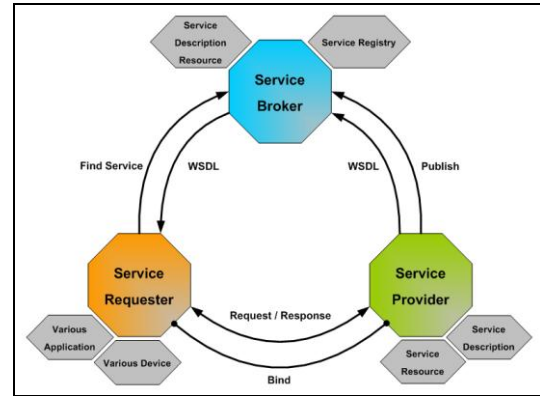 Service
Description
Resource
Service Registry
Service
Broker
Find Service
WSDL
WSDL
Publish
Service
Requester
Service
Provider
Request / Response
Various
Application
Various Device
Service
Description
Service
Resource
Bind